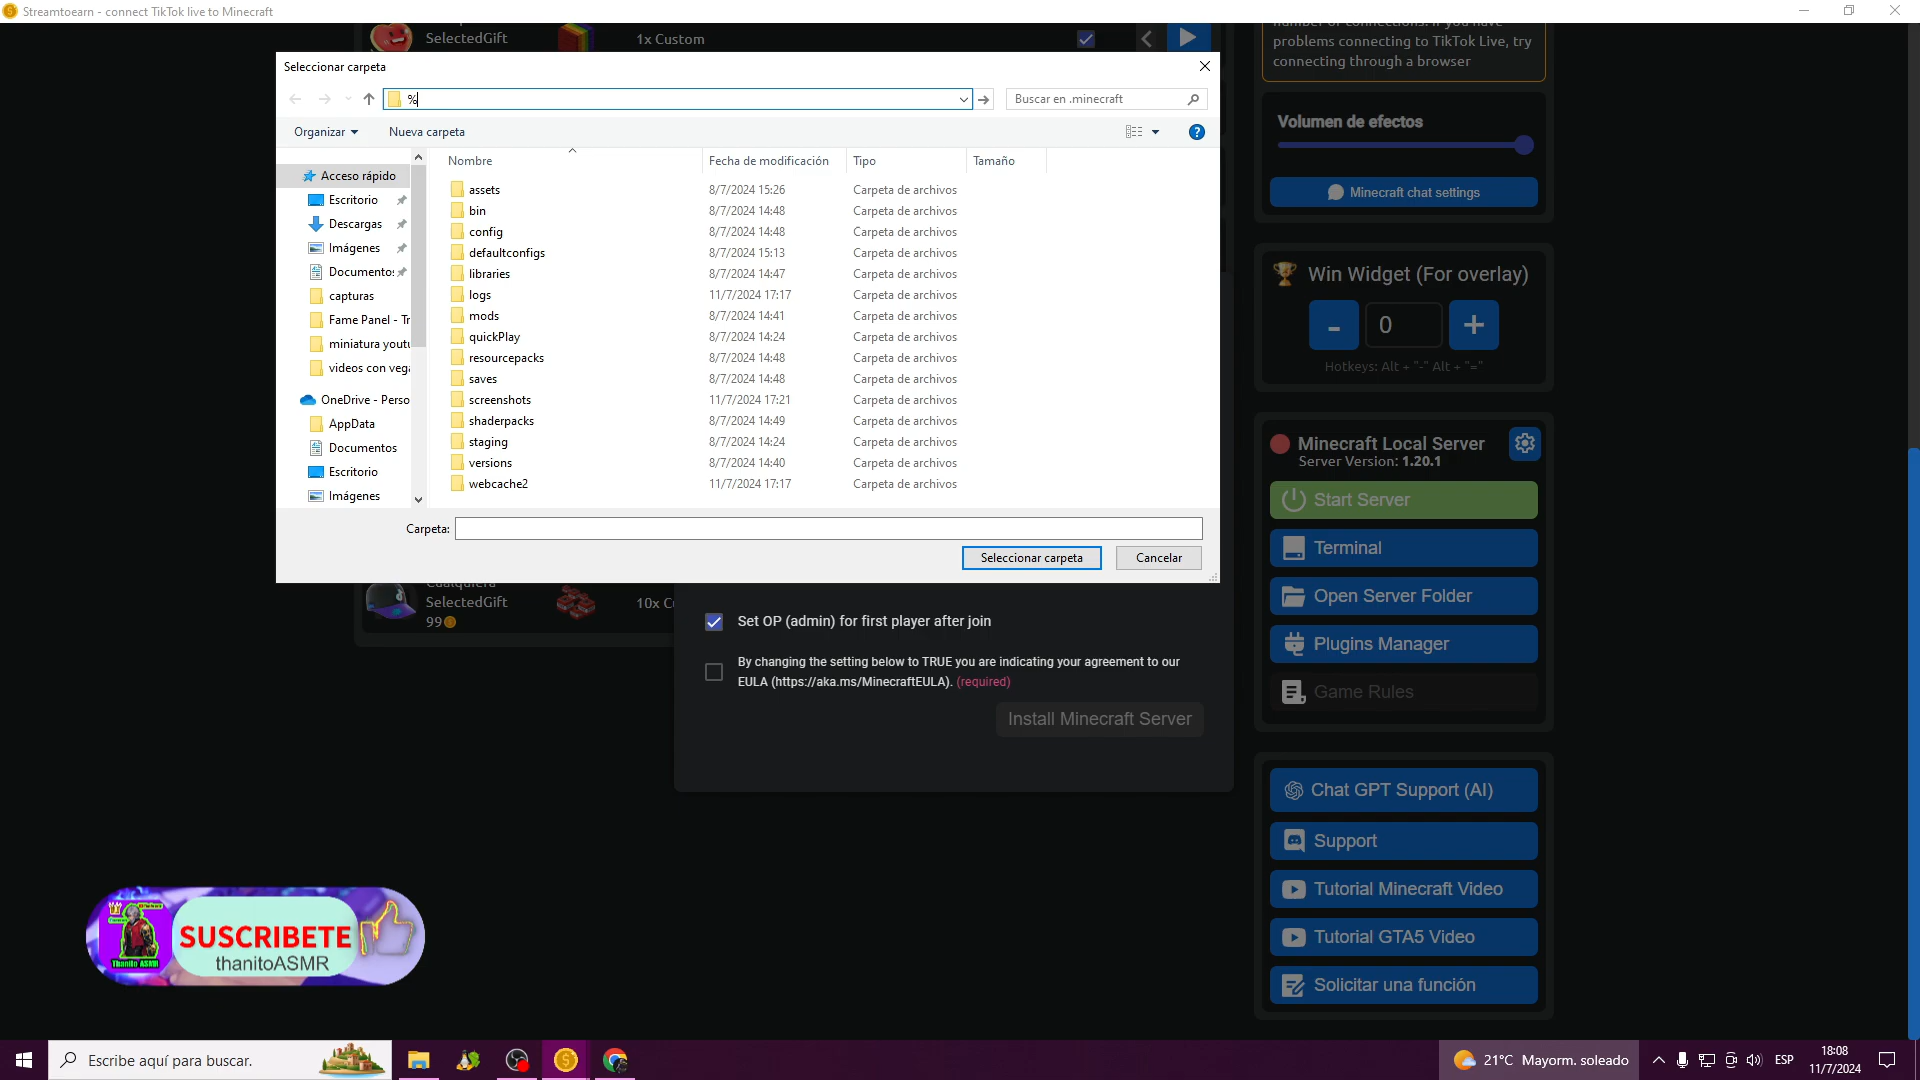 Streamtoearn - connect TikTok live to Minecraft
SelectedGift
1x Custom
problems connecting to TikTok Live, try
connecting through a browser
Seleccionar carpeta
%
Buscar en .minecraft
Organizar
Nueva carpeta
Nombre
Fecha de modificación
Tipo
Tamaño
Acceso rápido
Escritorio
Descargas
Imágenes
Documentos
capturas
Fame Panel - Tr
miniatura youtu
videos con vega
OneDrive - Perso
AppData
Documentos
Escritorio
Imágenes
assets 8/7/2024 15:26 Carpeta de archivos
bin 8/7/2024 14:48 Carpeta de archivos
config 8/7/2024 14:48 Carpeta de archivos
defaultconfigs 8/7/2024 15:13 Carpeta de archivos
libraries 8/7/2024 14:47 Carpeta de archivos
logs 11/7/2024 17:17 Carpeta de archivos
mods 8/7/2024 14:41 Carpeta de archivos
quickPlay 8/7/2024 14:24 Carpeta de archivos
resourcepacks 8/7/2024 14:48 Carpeta de archivos
saves 8/7/2024 14:48 Carpeta de archivos
screenshots 11/7/2024 17:21 Carpeta de archivos
shaderpacks 8/7/2024 14:49 Carpeta de archivos
staging 8/7/2024 14:24 Carpeta de archivos
versions 8/7/2024 14:40 Carpeta de archivos
webcache2 11/7/2024 17:17 Carpeta de archivos
Carpeta:
Seleccionar carpeta
Cancelar
SelectedGift
99
10x Cu
Set OP (admin) for first player after join
By changing the setting below to TRUE you are indicating your agreement to our
EULA (https://aka.ms/MinecraftEULA). (required)
Install Minecraft Server
Volumen de efectos
Minecraft chat settings
Win Widget (For overlay)
- 0 +
Hotkeys: Alt + "-" Alt + "="
Minecraft Local Server
Server Version: 1.20.1
Start Server
Terminal
Open Server Folder
Plugins Manager
Game Rules
Chat GPT Support (AI)
Support
Tutorial Minecraft Video
Tutorial GTA5 Video
Solicitar una función
Thanito ASMR
SUSCRIBETE
thanitoASMR
Escribe aquí para buscar.
21°C Mayorm. soleado
ESP
18:08
11/7/2024